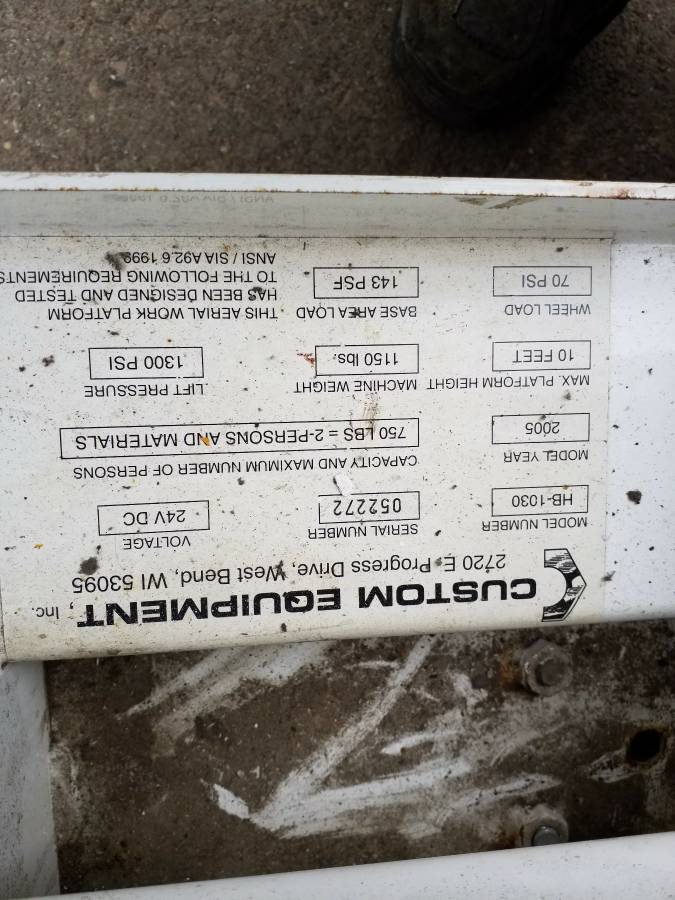 CUSTOM EQUIPMENT, Inc.
2720 E. Progress Drive, West Bend, WI 53095
MODEL NUMBER
HB-1030
SERIAL NUMBER
052272
VOLTAGE
24V DC
MODEL YEAR
2005
CAPACITY AND MAXIMUM NUMBER OF PERSONS
750 LBS = 2-PERSONS AND MATERIALS
MAX. PLATFORM HEIGHT
10 FEET
MACHINE WEIGHT
1150 lbs.
LIFT PRESSURE
1300 PSI
WHEEL LOAD
70 PSI
BASE AREA LOAD
143 PSF
THIS AERIAL WORK PLATFORM
HAS BEEN DESIGNED AND TESTED
TO THE FOLLOWING REQUIREMENTS
ANSI / SIA A92.6 1999